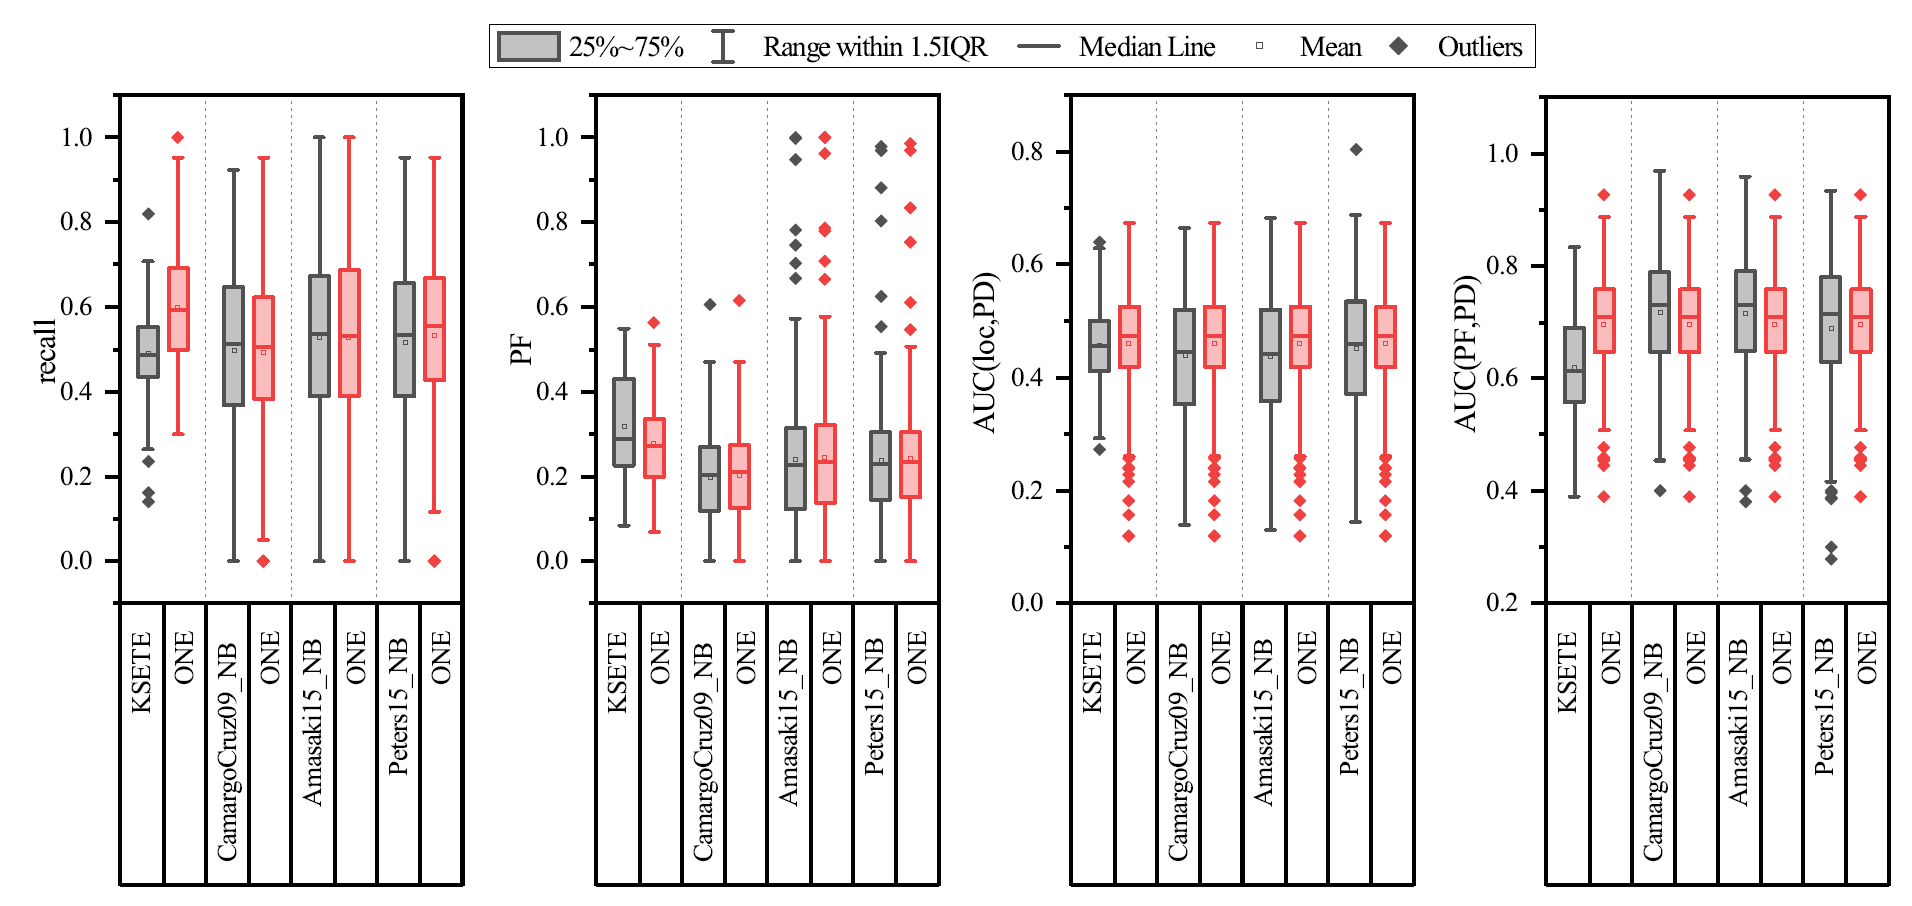 25%~75% Range within 1.5IQR Median Line Mean Outliers
recall
1.0
0.8
0.6
0.4
0.2
0.0
KSETE
ONE
CamargoCruz09_NB
ONE
Amasaki15_NB
ONE
Peters15_NB
ONE
PF
1.0
0.8
0.6
0.4
0.2
0.0
KSETE
ONE
CamargoCruz09_NB
ONE
Amasaki15_NB
ONE
Peters15_NB
ONE
AUC(loc,PD)
0.8
0.6
0.4
0.2
0.0
KSETE
ONE
CamargoCruz09_NB
ONE
Amasaki15_NB
ONE
Peters15_NB
ONE
AUC(PF,PD)
1.0
0.8
0.6
0.4
0.2
KSETE
ONE
CamargoCruz09_NB
ONE
Amasaki15_NB
ONE
Peters15_NB
ONE